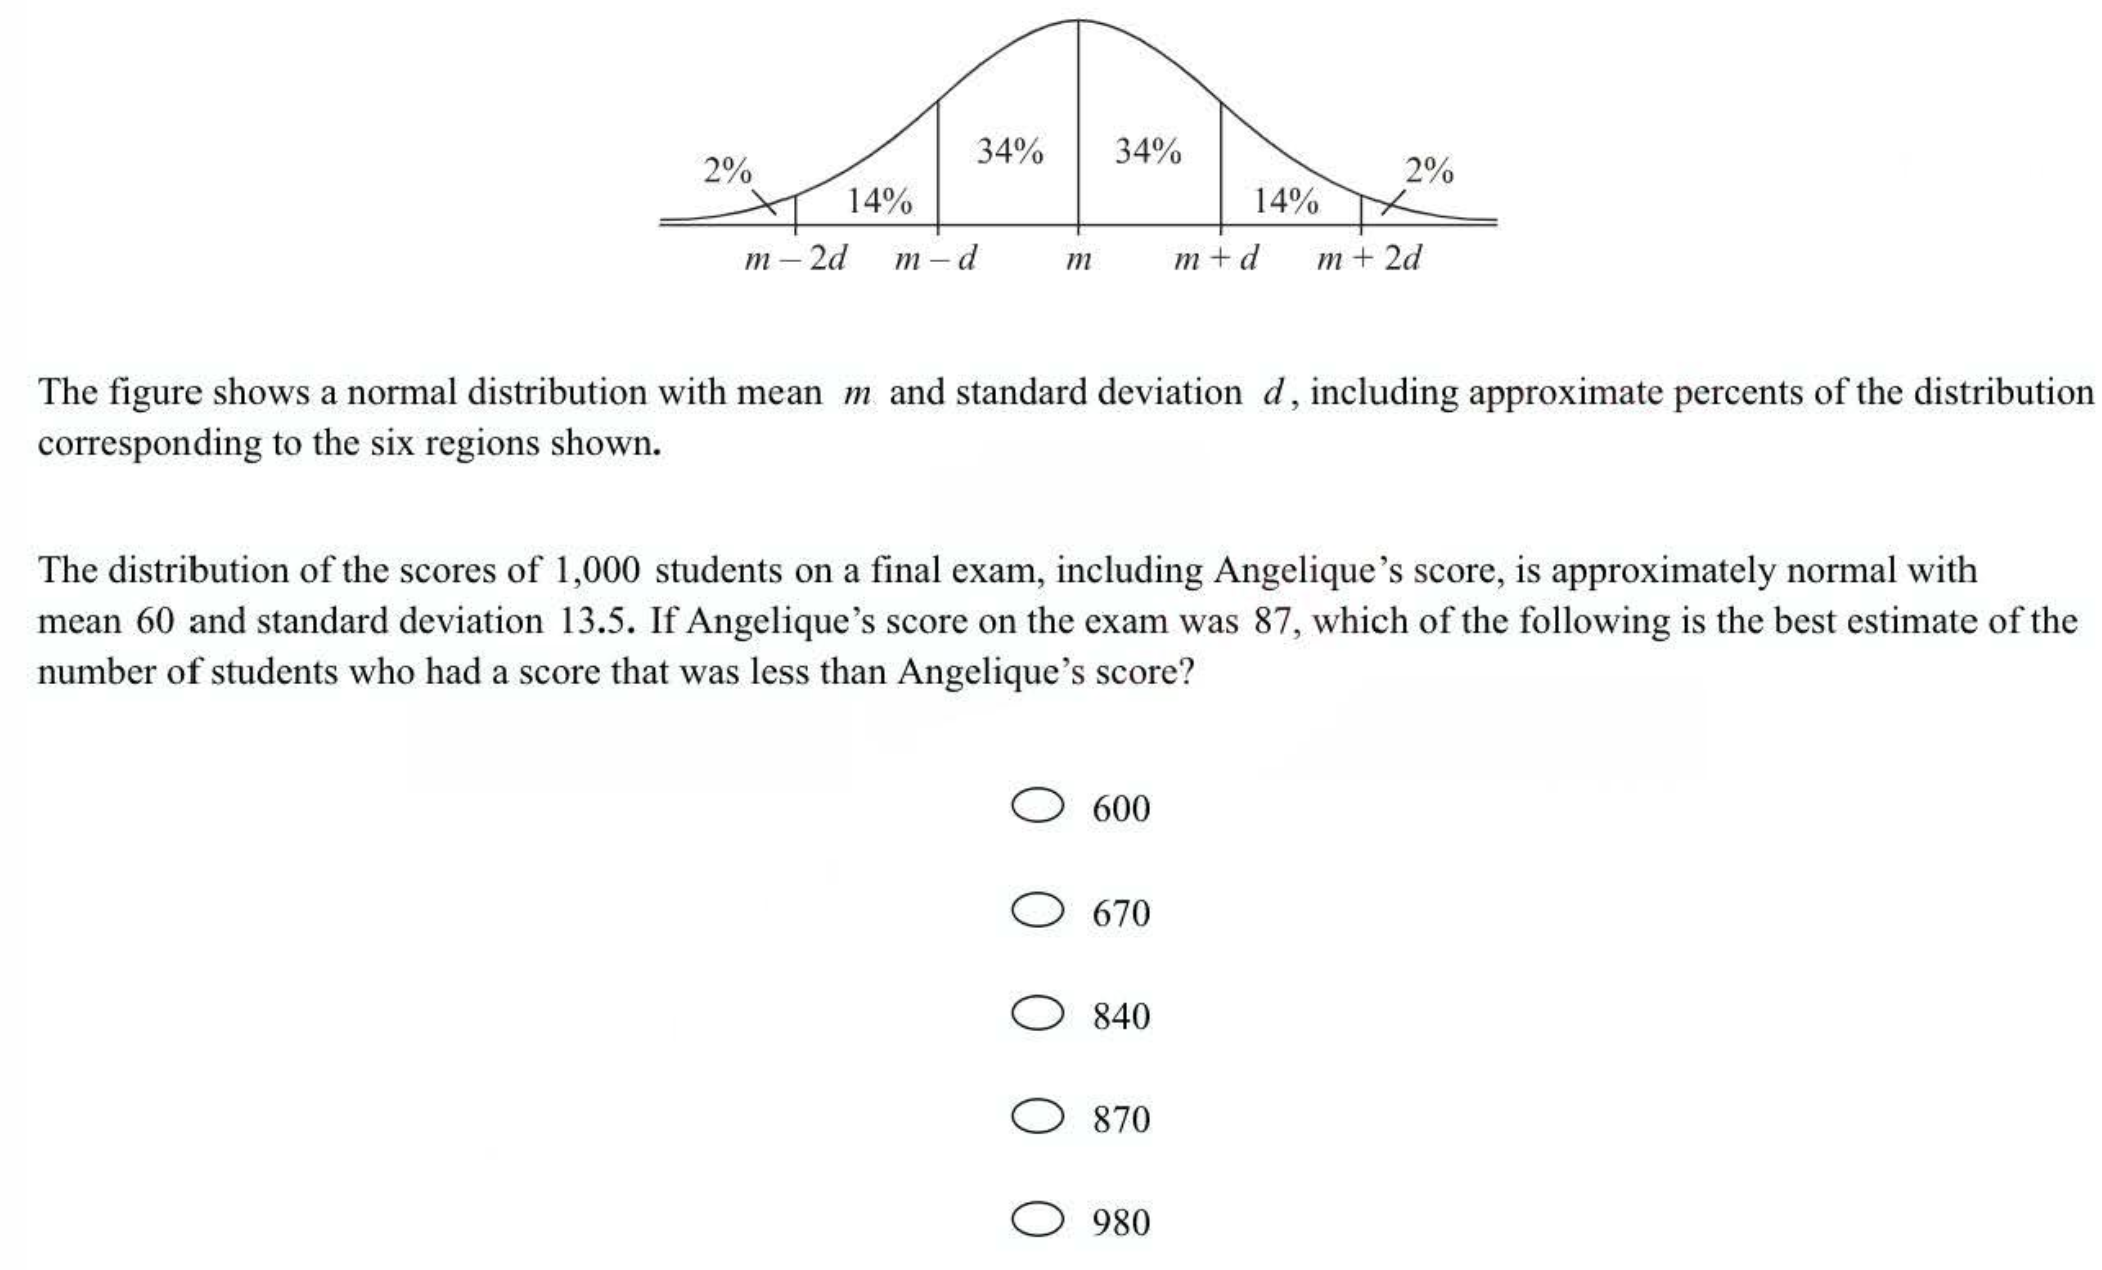 34% 34%
2% 2%
14% 14%
m – 2d m – d m m + d m + 2d
The figure shows a normal distribution with mean m and standard deviation d, including approximate percents of the distribution
corresponding to the six regions shown.
The distribution of the scores of 1,000 students on a final exam, including Angelique’s score, is approximately normal with
mean 60 and standard deviation 13.5. If Angelique’s score on the exam was 87, which of the following is the best estimate of the
number of students who had a score that was less than Angelique’s score?
600
670
840
870
980